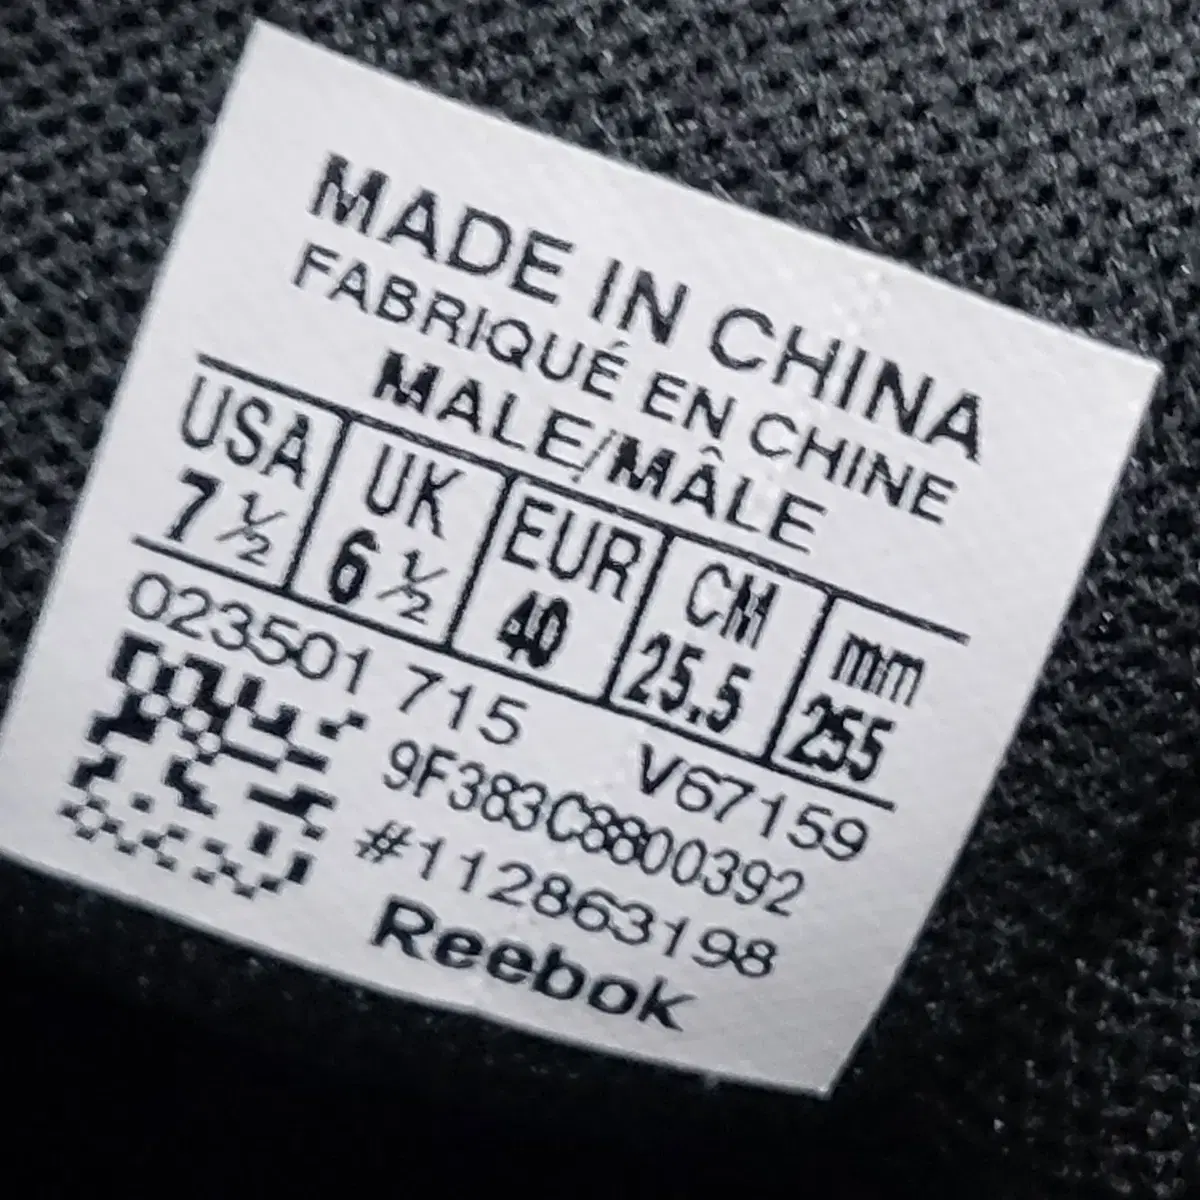 MADE IN CHINA
FABRIQUÉ EN CHINE
MALE/MÂLE
USA UK EUR CM mm
7 ½ 6 ½ 40 25.5 255
023501 715 V67159
9F383C8800392
#112863198
Reebok